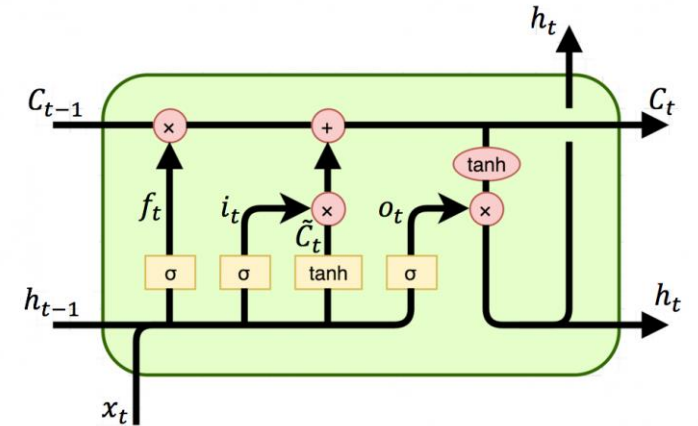 h_t
C_{t-1}
×
+
C_t
tanh
f_t
i_t
×
o_t
×
C̃_t
σ
σ
tanh
σ
h_{t-1}
h_t
x_t